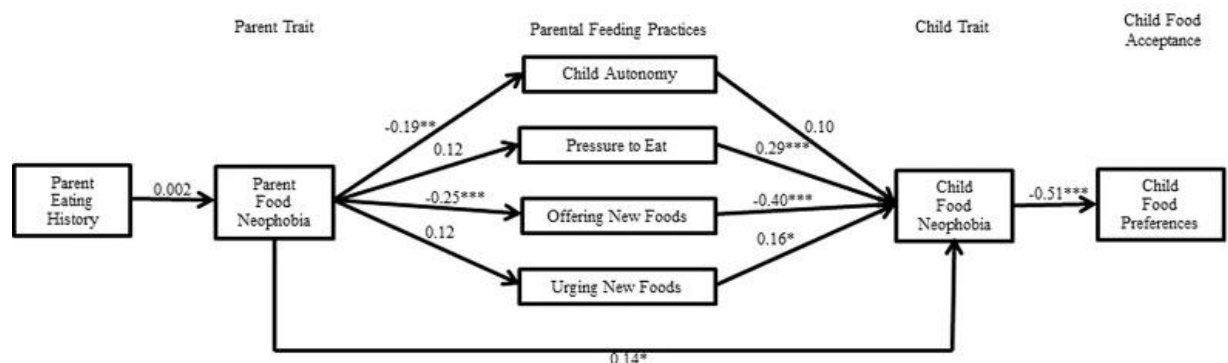 Parent Trait
Parental Feeding Practices
Child Trait
Child Food
Acceptance
Child Autonomy
-0.19**
0.10
0.12
Pressure to Eat
0.29***
Parent
Eating
History
0.002
Parent
Food
Neophobia
-0.25***
Offering New Foods
-0.40***
Child
Food
Neophobia
-0.51***
Child
Food
Preferences
0.12
0.16*
Urging New Foods
0.14*